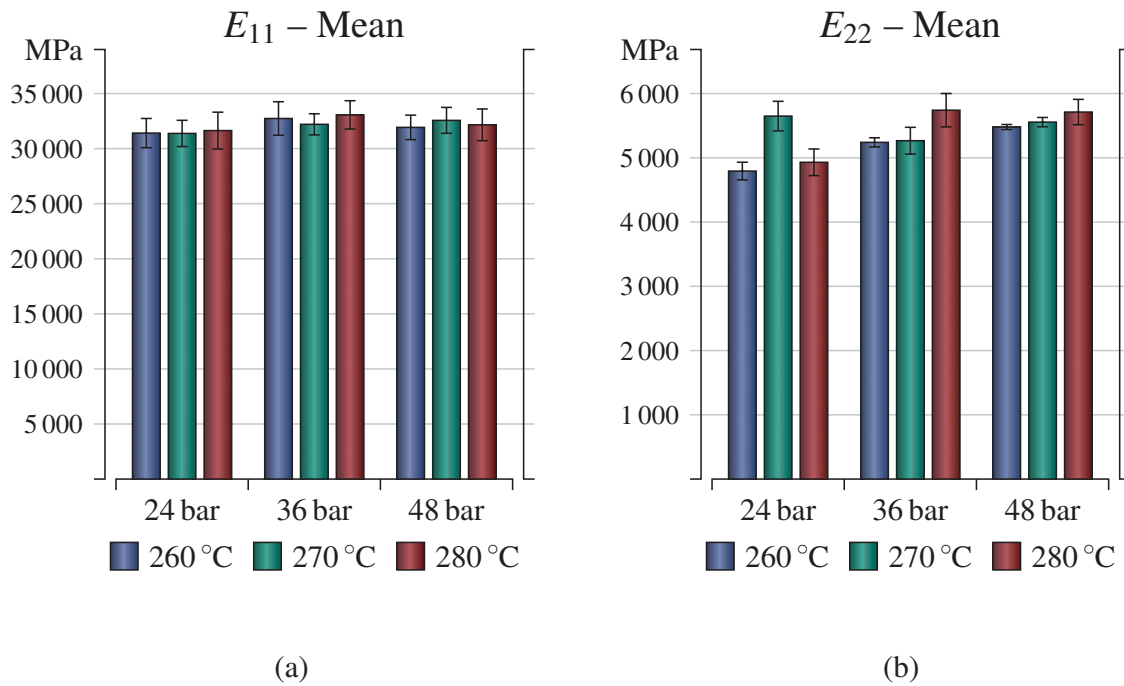 E11 – Mean
MPa
35 000
30 000
25 000
20 000
15 000
10 000
5 000
24 bar 36 bar 48 bar
260 °C 270 °C 280 °C
(a)
E22 – Mean
MPa
6 000
5 000
4 000
3 000
2 000
1 000
24 bar 36 bar 48 bar
260 °C 270 °C 280 °C
(b)